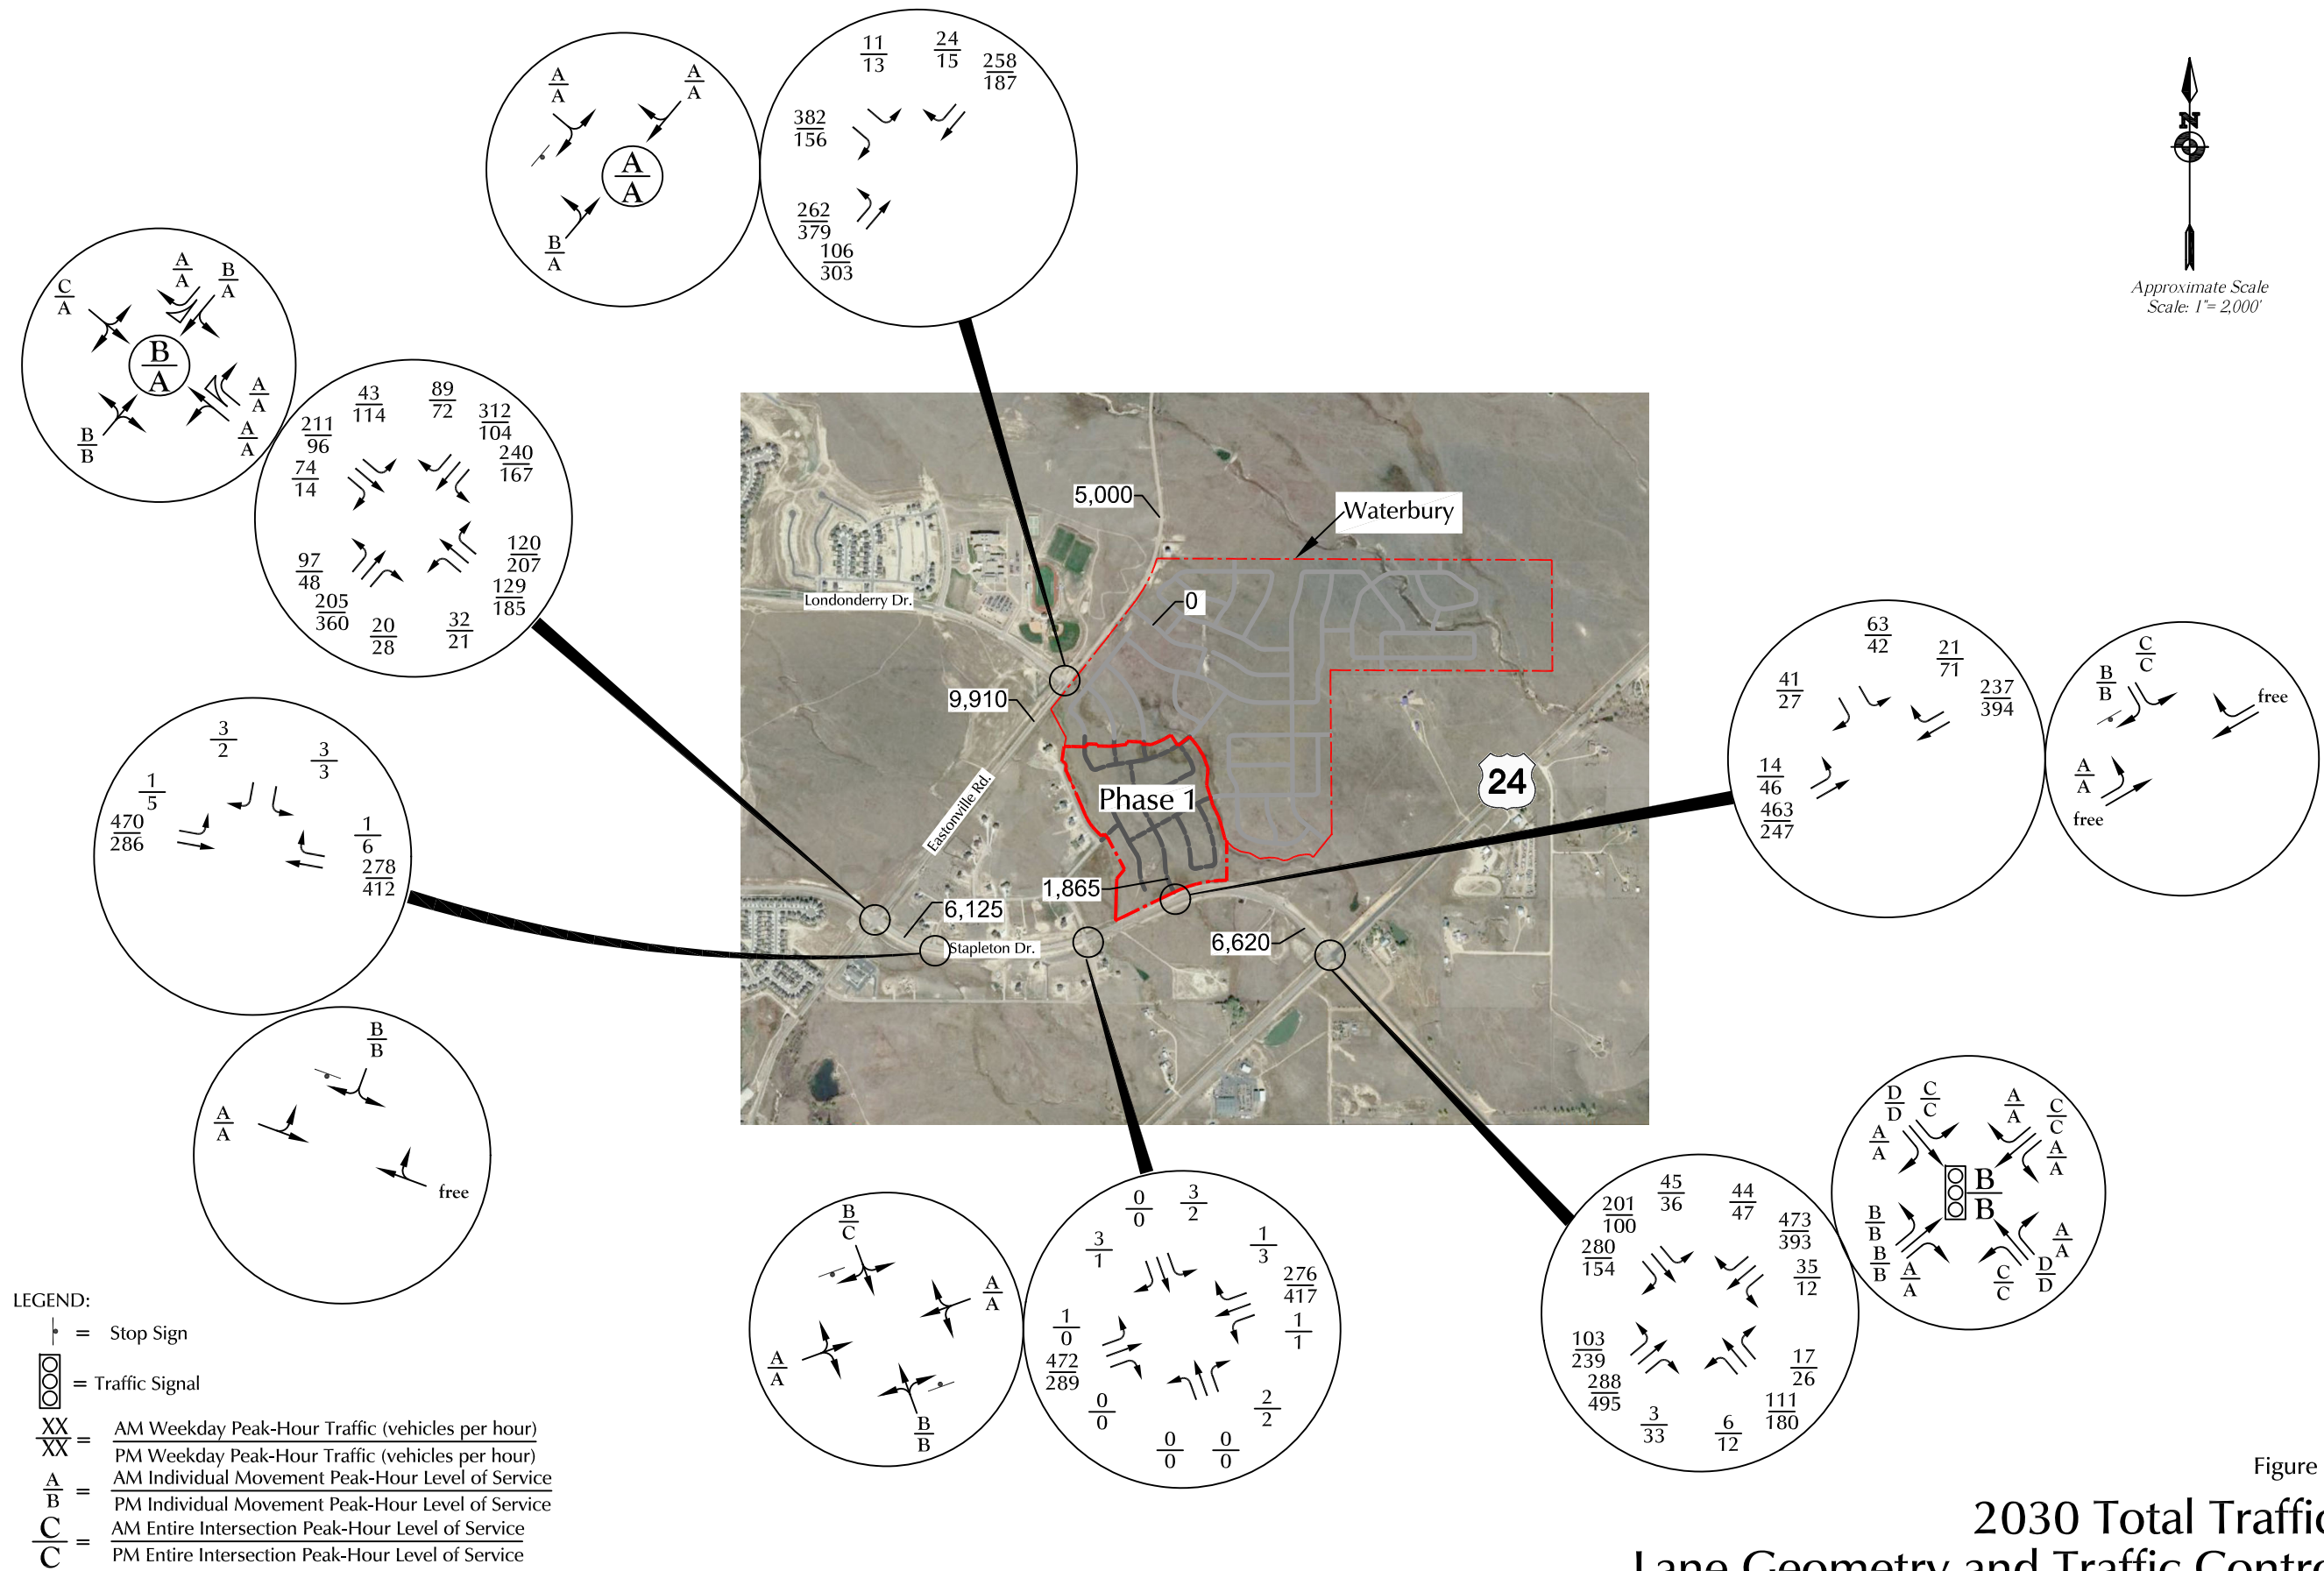 11
13
24
15
258
187
382
156
262
379
106
303
A
A
A
A
A
A
B
A
N
Approximate Scale
Scale: 1"= 2,000'
C
A
A
A
B
A
B
A
A
A
A
A
B
B
43
114
89
72
312
104
211
96
240
167
74
14
120
207
97
48
129
185
205
360
20
28
32
21
5,000
Waterbury
Londonderry Dr.
0
9,910
Eastonville Rd.
Phase 1
24
1,865
6,125
Stapleton Dr.
6,620
63
42
21
71
41
27
237
394
14
46
463
247
C
C
B
B
free
A
A
free
3
2
3
3
1
5
470
286
1
6
278
412
B
B
A
A
free
B
C
A
A
A
A
B
B
0
0
3
2
3
1
1
3
276
417
1
0
1
1
472
289
0
0
2
2
0
0
0
0
45
36
44
47
201
100
473
393
280
154
35
12
103
239
17
26
288
495
111
180
3
33
6
12
D
D
C
C
A
A
C
C
A
A
A
A
B
B
B
B
B
B
A
A
A
A
C
C
D
D
LEGEND:
= Stop Sign
= Traffic Signal
XX
XX
=
AM Weekday Peak-Hour Traffic (vehicles per hour)
PM Weekday Peak-Hour Traffic (vehicles per hour)
A
B
=
AM Individual Movement Peak-Hour Level of Service
PM Individual Movement Peak-Hour Level of Service
C
C
=
AM Entire Intersection Peak-Hour Level of Service
PM Entire Intersection Peak-Hour Level of Service
Figure
2030 Total Traffic
Lane Geometry and Traffic Contro